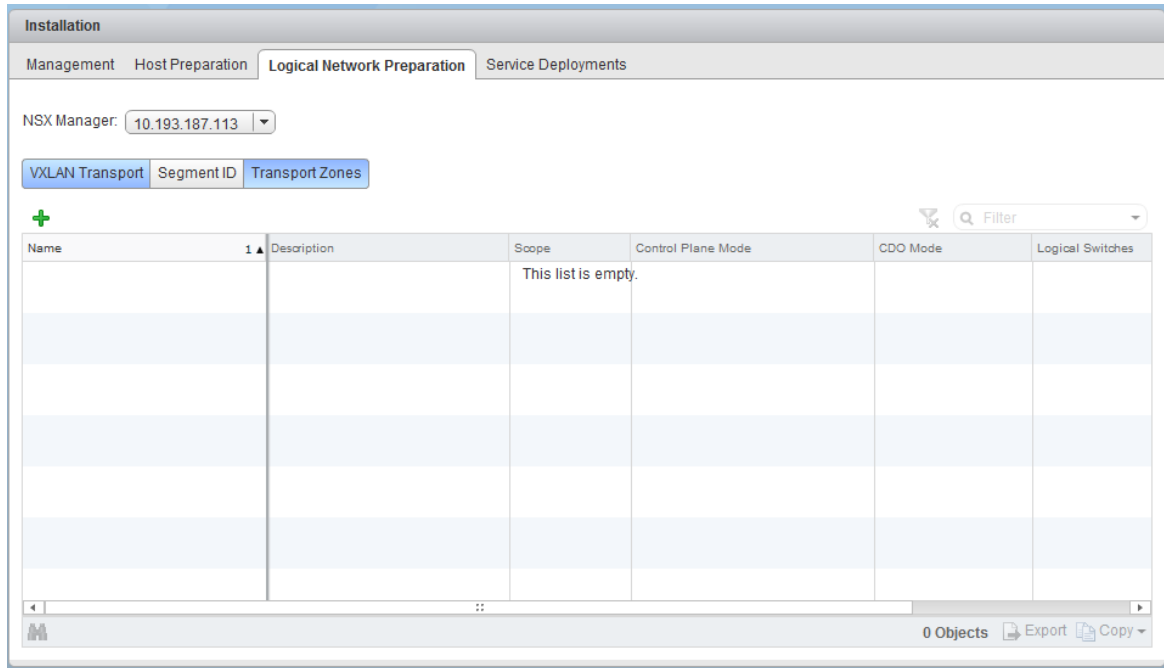 Installation
Management Host Preparation Logical Network Preparation Service Deployments
NSX Manager: 10.193.187.113
VXLAN Transport Segment ID Transport Zones
Filter
Name 1 Description Scope Control Plane Mode CDO Mode Logical Switches
This list is empty.
0 Objects Export Copy